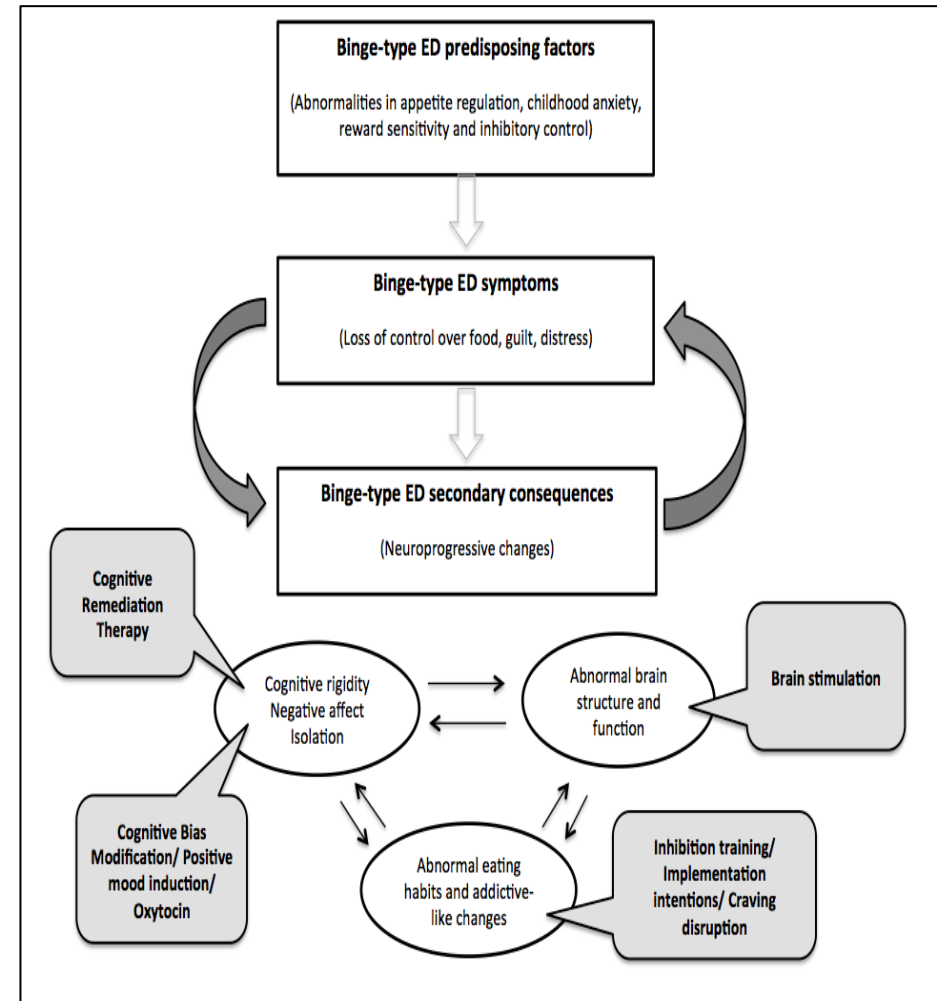 Binge-type ED predisposing factors
(Abnormalities in appetite regulation, childhood anxiety,
reward sensitivity and inhibitory control)
Binge-type ED symptoms
(Loss of control over food, guilt, distress)
Binge-type ED secondary consequences
(Neuroprogressive changes)
Cognitive
Remediation
Therapy
Cognitive rigidity
Negative affect
Isolation
Abnormal brain
structure and
function
Brain stimulation
Cognitive Bias
Modification/ Positive
mood induction/
Oxytocin
Abnormal eating
habits and addictive-
like changes
Inhibition training/
Implementation
intentions/ Craving
disruption